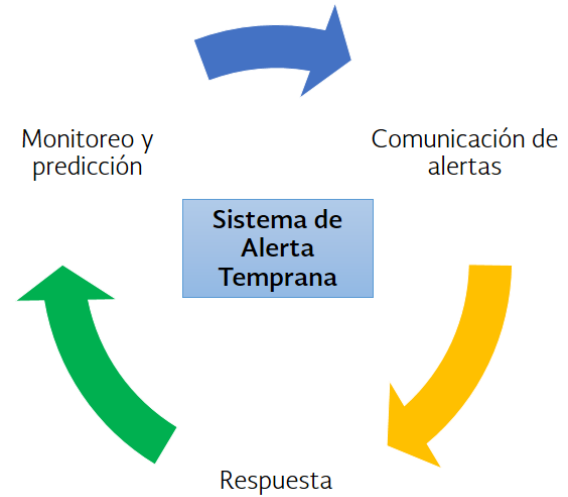 Monitoreo y
predicción
Comunicación de
alertas
Sistema de
Alerta
Temprana
Respuesta